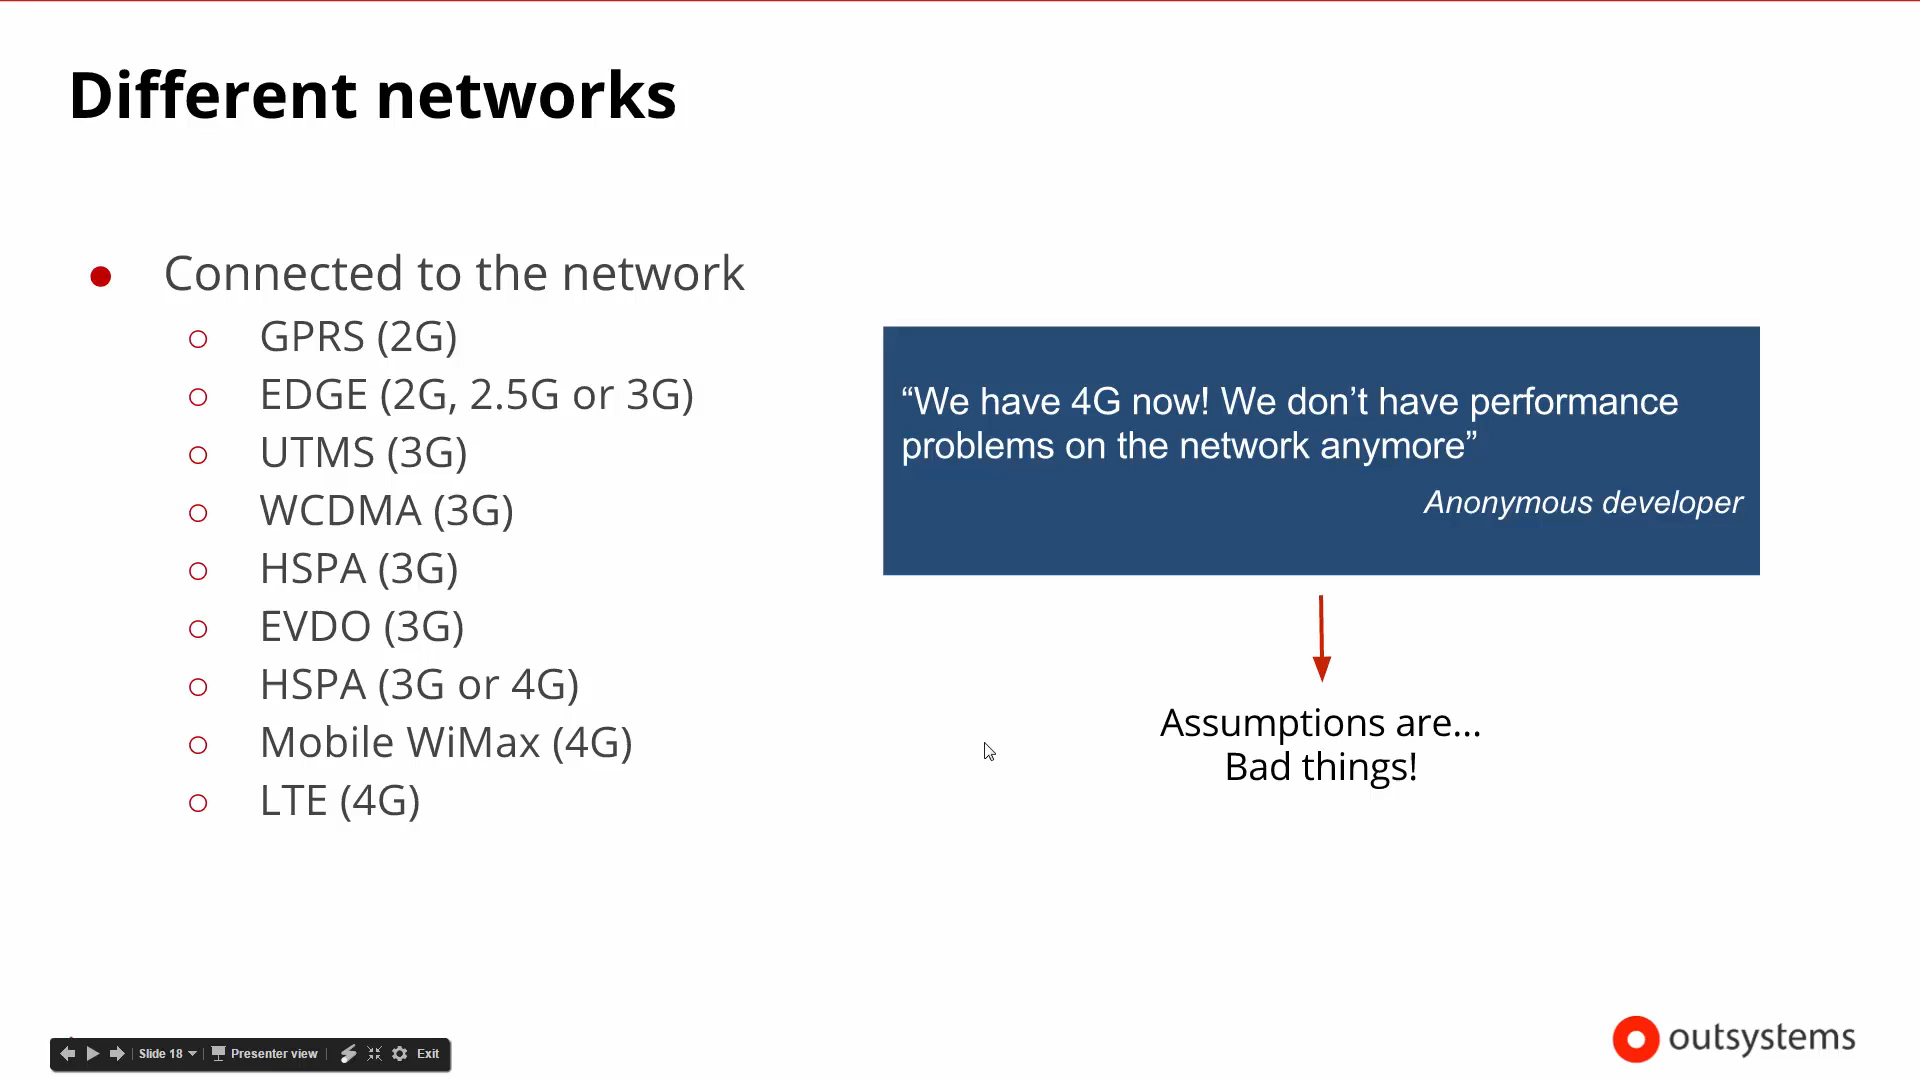 Different networks
Connected to the network
GPRS (2G)
EDGE (2G, 2.5G or 3G)
UTMS (3G)
WCDMA (3G)
HSPA (3G)
EVDO (3G)
HSPA (3G or 4G)
Mobile WiMax (4G)
LTE (4G)
“We have 4G now! We don’t have performance
problems on the network anymore”
Anonymous developer
Assumptions are...
Bad things!
Slide 18
Presenter view
Exit
outsystems